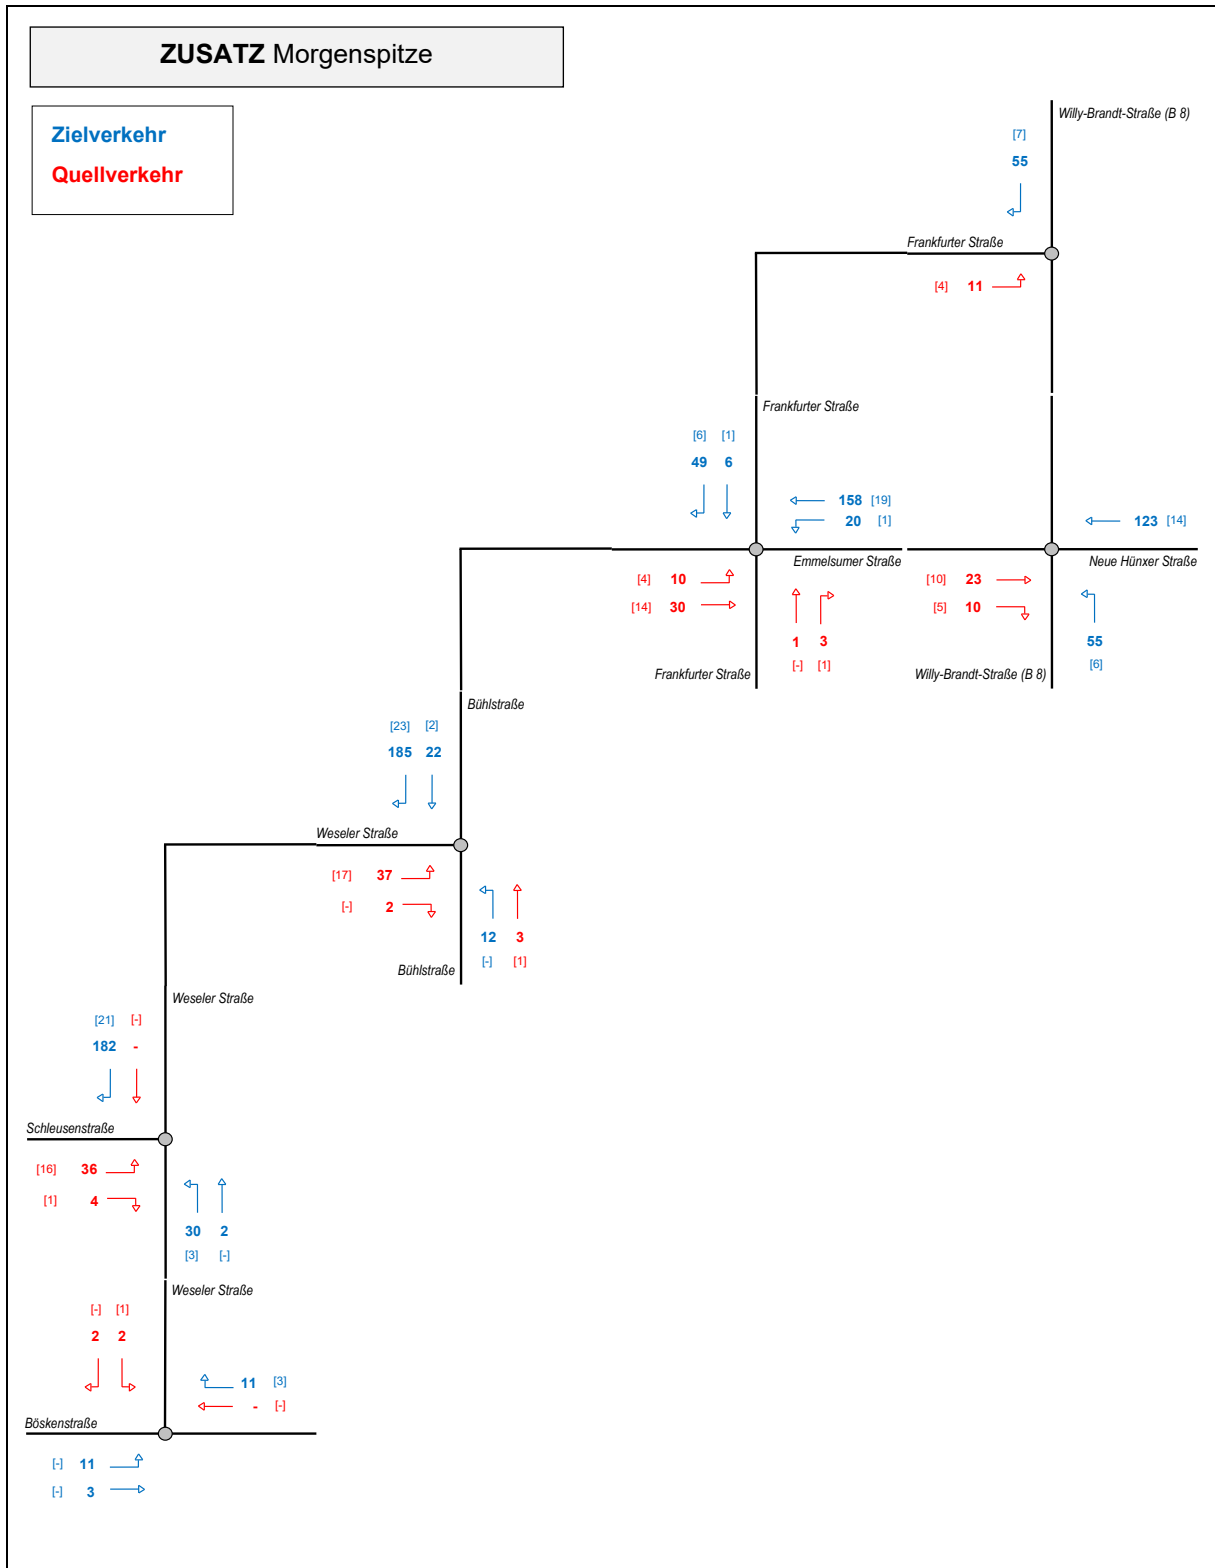 ZUSATZ Morgenspitze
Zielverkehr
Quellverkehr
Willy-Brandt-Straße (B 8)
[7]
55
Frankfurter Straße
[4] 11
Frankfurter Straße
[6] [1]
49 6
158 [19]
20 [1]
123 [14]
Emmelsumer Straße
Neue Hünxer Straße
[4] 10
[14] 30
[10] 23
[5] 10
1 3
[-] [1]
55
[6]
Frankfurter Straße
Willy-Brandt-Straße (B 8)
Bühlstraße
[23] [2]
185 22
Weseler Straße
[17] 37
[-] 2
12 3
[-] [1]
Bühlstraße
Weseler Straße
[21] [-]
182 -
Schleusenstraße
[16] 36
[1] 4
30 2
[3] [-]
Weseler Straße
[-] [1]
2 2
11 [3]
- [-]
Böskenstraße
[-] 11
[-] 3